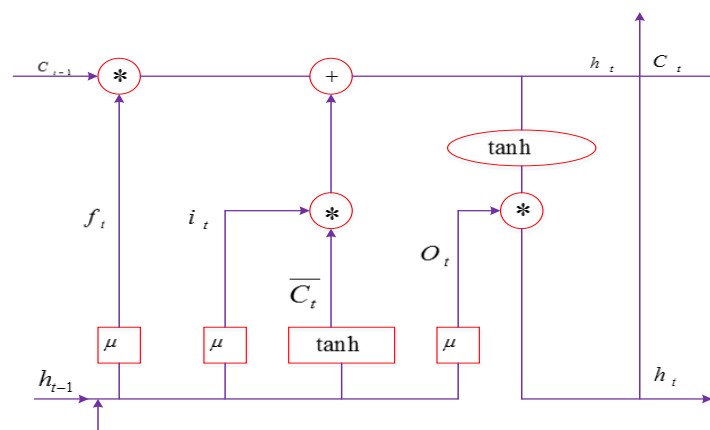 C t-1 * + h t C t
tanh
f t i t * O t *
C̅t̅
μ μ tanh μ
h t-1 h t